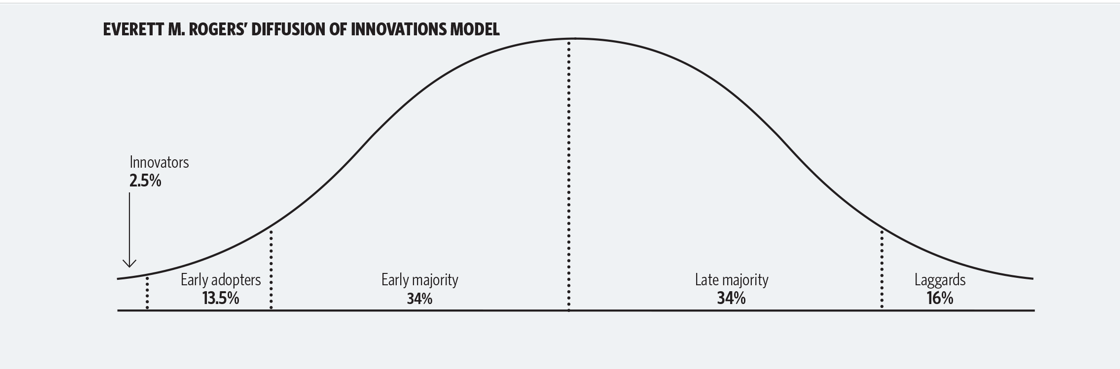 EVERETT M. ROGERS’ DIFFUSION OF INNOVATIONS MODEL
Innovators
2.5%
Early adopters
13.5%
Early majority
34%
Late majority
34%
Laggards
16%